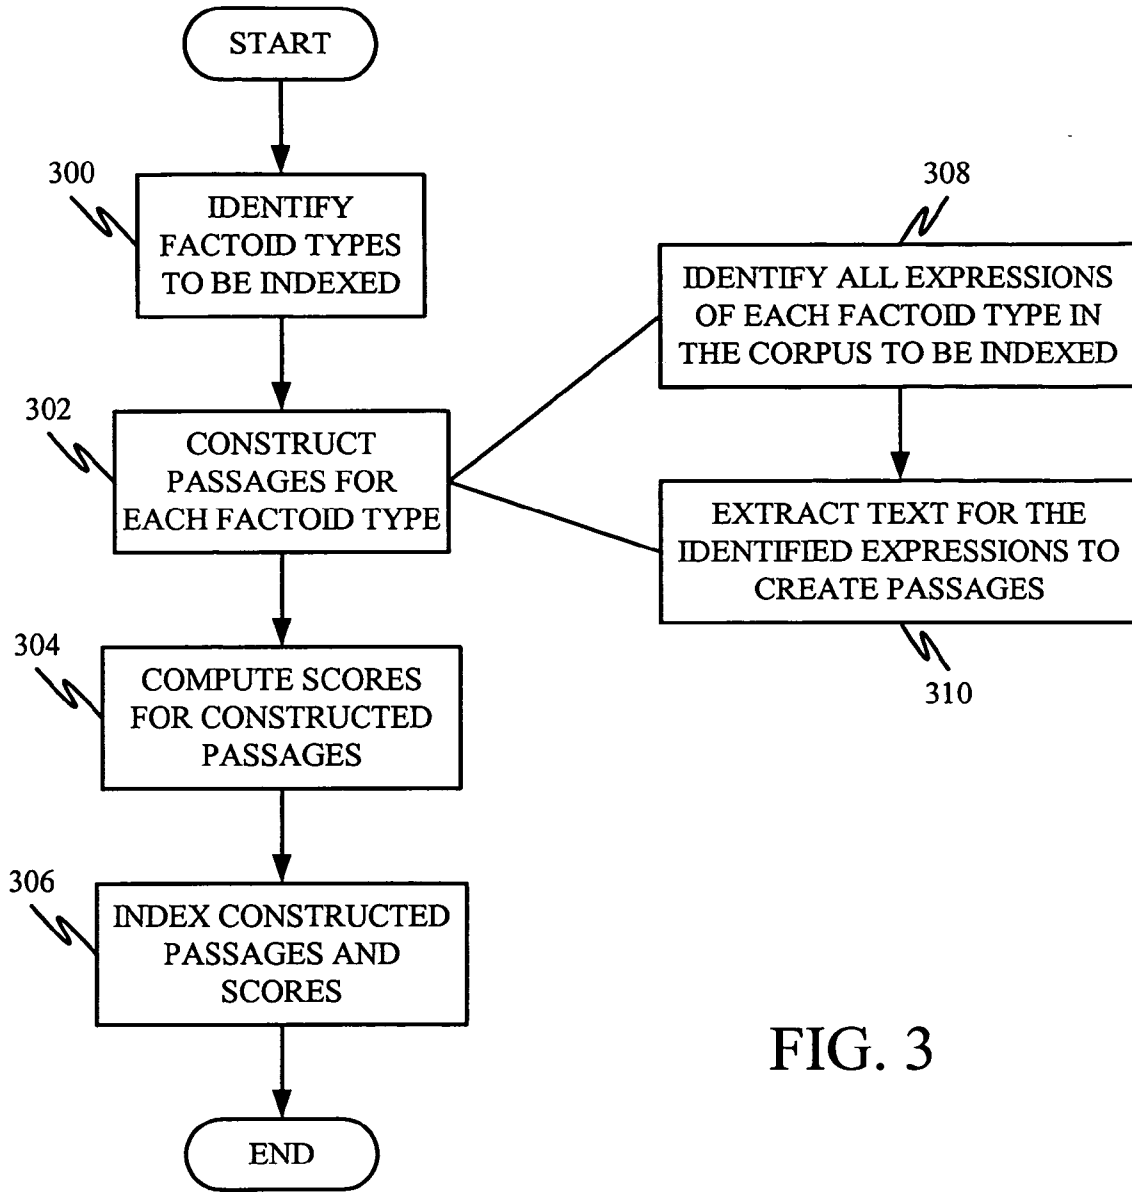 START
300
IDENTIFY
FACTOID TYPES
TO BE INDEXED
302
CONSTRUCT
PASSAGES FOR
EACH FACTOID TYPE
304
COMPUTE SCORES
FOR CONSTRUCTED
PASSAGES
306
INDEX CONSTRUCTED
PASSAGES AND
SCORES
END
308
IDENTIFY ALL EXPRESSIONS
OF EACH FACTOID TYPE IN
THE CORPUS TO BE INDEXED
EXTRACT TEXT FOR THE
IDENTIFIED EXPRESSIONS TO
CREATE PASSAGES
310
FIG. 3